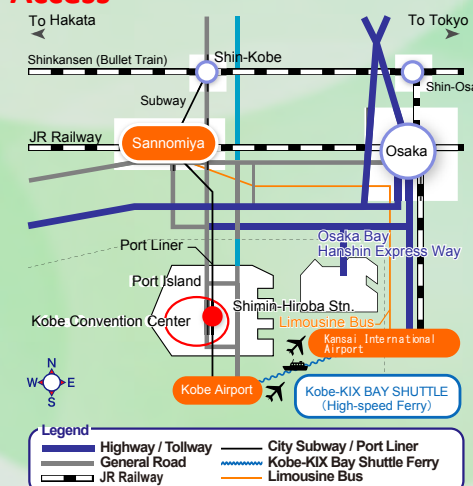 Access
To Hakata
To Tokyo
Shinkansen (Bullet Train)
Shin-Kobe
Shin-Osa
Subway
JR Railway
Sannomiya
Osaka
Osaka Bay
Hanshin Express Way
Port Liner
Port Island
Shimin-Hiroba Stn.
Kobe Convention Center
Limousine Bus
Kansai International
Airport
Kobe Airport
N
W
E
S
Kobe-KIX BAY SHUTTLE
(High-speed Ferry)
Legend
Highway / Tollway
City Subway / Port Liner
General Road
Kobe-KIX Bay Shuttle Ferry
JR Railway
Limousine Bus